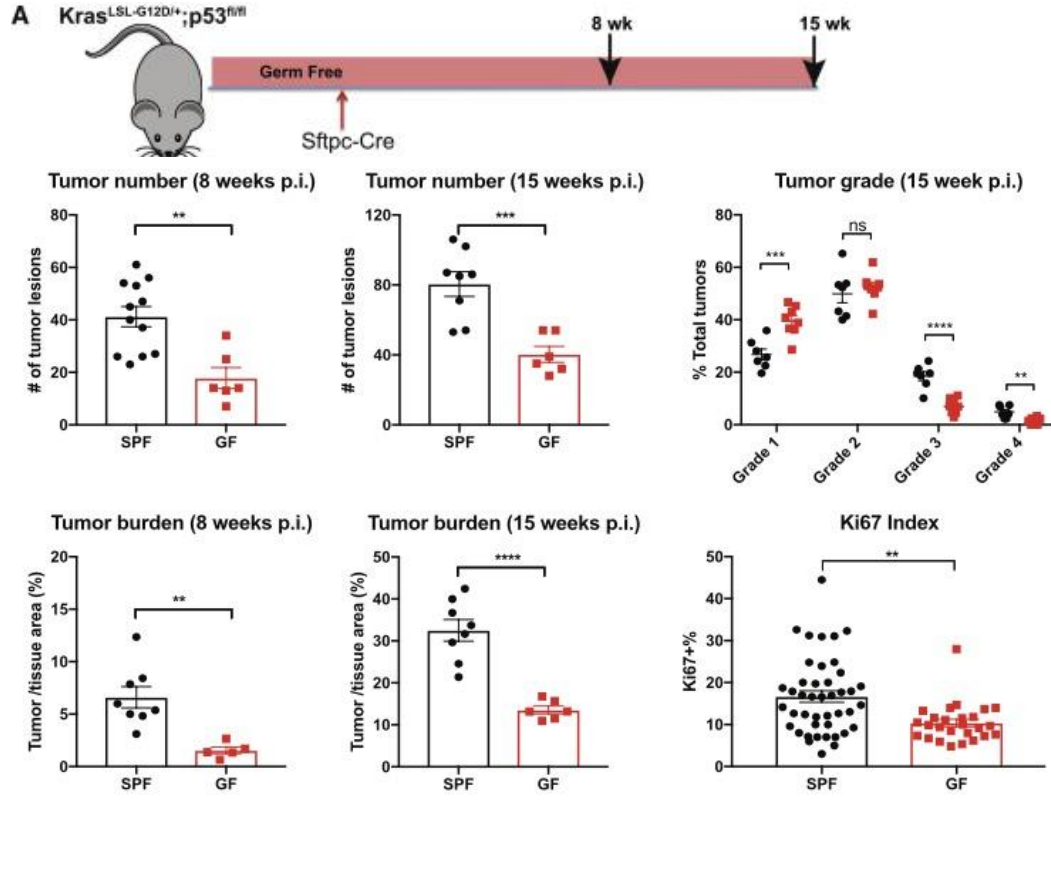 A
Kras^LSL-G12D/+;p53^fl/fl
8 wk
15 wk
Germ Free
Sftpc-Cre
Tumor number (8 weeks p.i.)
# of tumor lesions
80
60
40
20
0
**
SPF
GF
Tumor number (15 weeks p.i.)
# of tumor lesions
120
80
40
0
***
SPF
GF
Tumor grade (15 week p.i.)
% Total tumors
80
60
40
20
0
***
ns
****
**
Grade 1
Grade 2
Grade 3
Grade 4
Tumor burden (8 weeks p.i.)
Tumor /tissue area (%)
20
15
10
5
0
**
SPF
GF
Tumor burden (15 weeks p.i.)
Tumor /tissue area (%)
50
40
30
20
10
0
****
SPF
GF
Ki67 Index
Ki67+%
50
40
30
20
10
0
**
SPF
GF